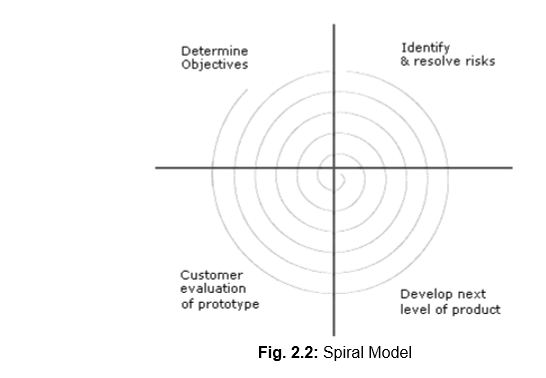 Determine
Objectives
Identify
& resolve risks
Customer
evaluation
of prototype
Develop next
level of product
Fig. 2.2: Spiral Model